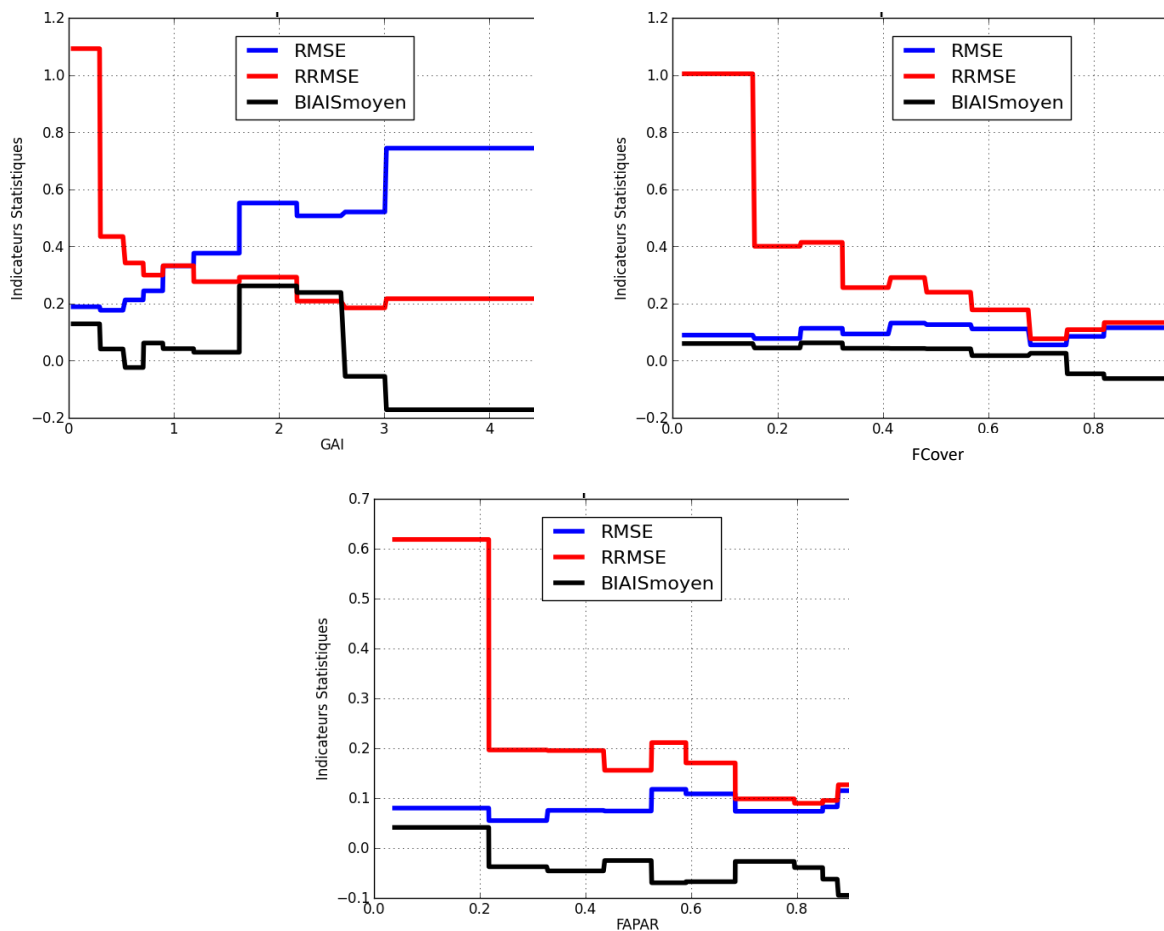 1.2
1.0
0.8
0.6
0.4
0.2
0.0
−0.2
Indicateurs Statistiques
RMSE
RRMSE
BIAISmoyen
0 1 2 3 4
GAI
1.2
1.0
0.8
0.6
0.4
0.2
0.0
−0.2
Indicateurs Statistiques
RMSE
RRMSE
BIAISmoyen
0.0 0.2 0.4 0.6 0.8
FCover
0.7
0.6
0.5
0.4
0.3
0.2
0.1
0.0
−0.1
Indicateurs Statistiques
RMSE
RRMSE
BIAISmoyen
0.0 0.2 0.4 0.6 0.8
FAPAR